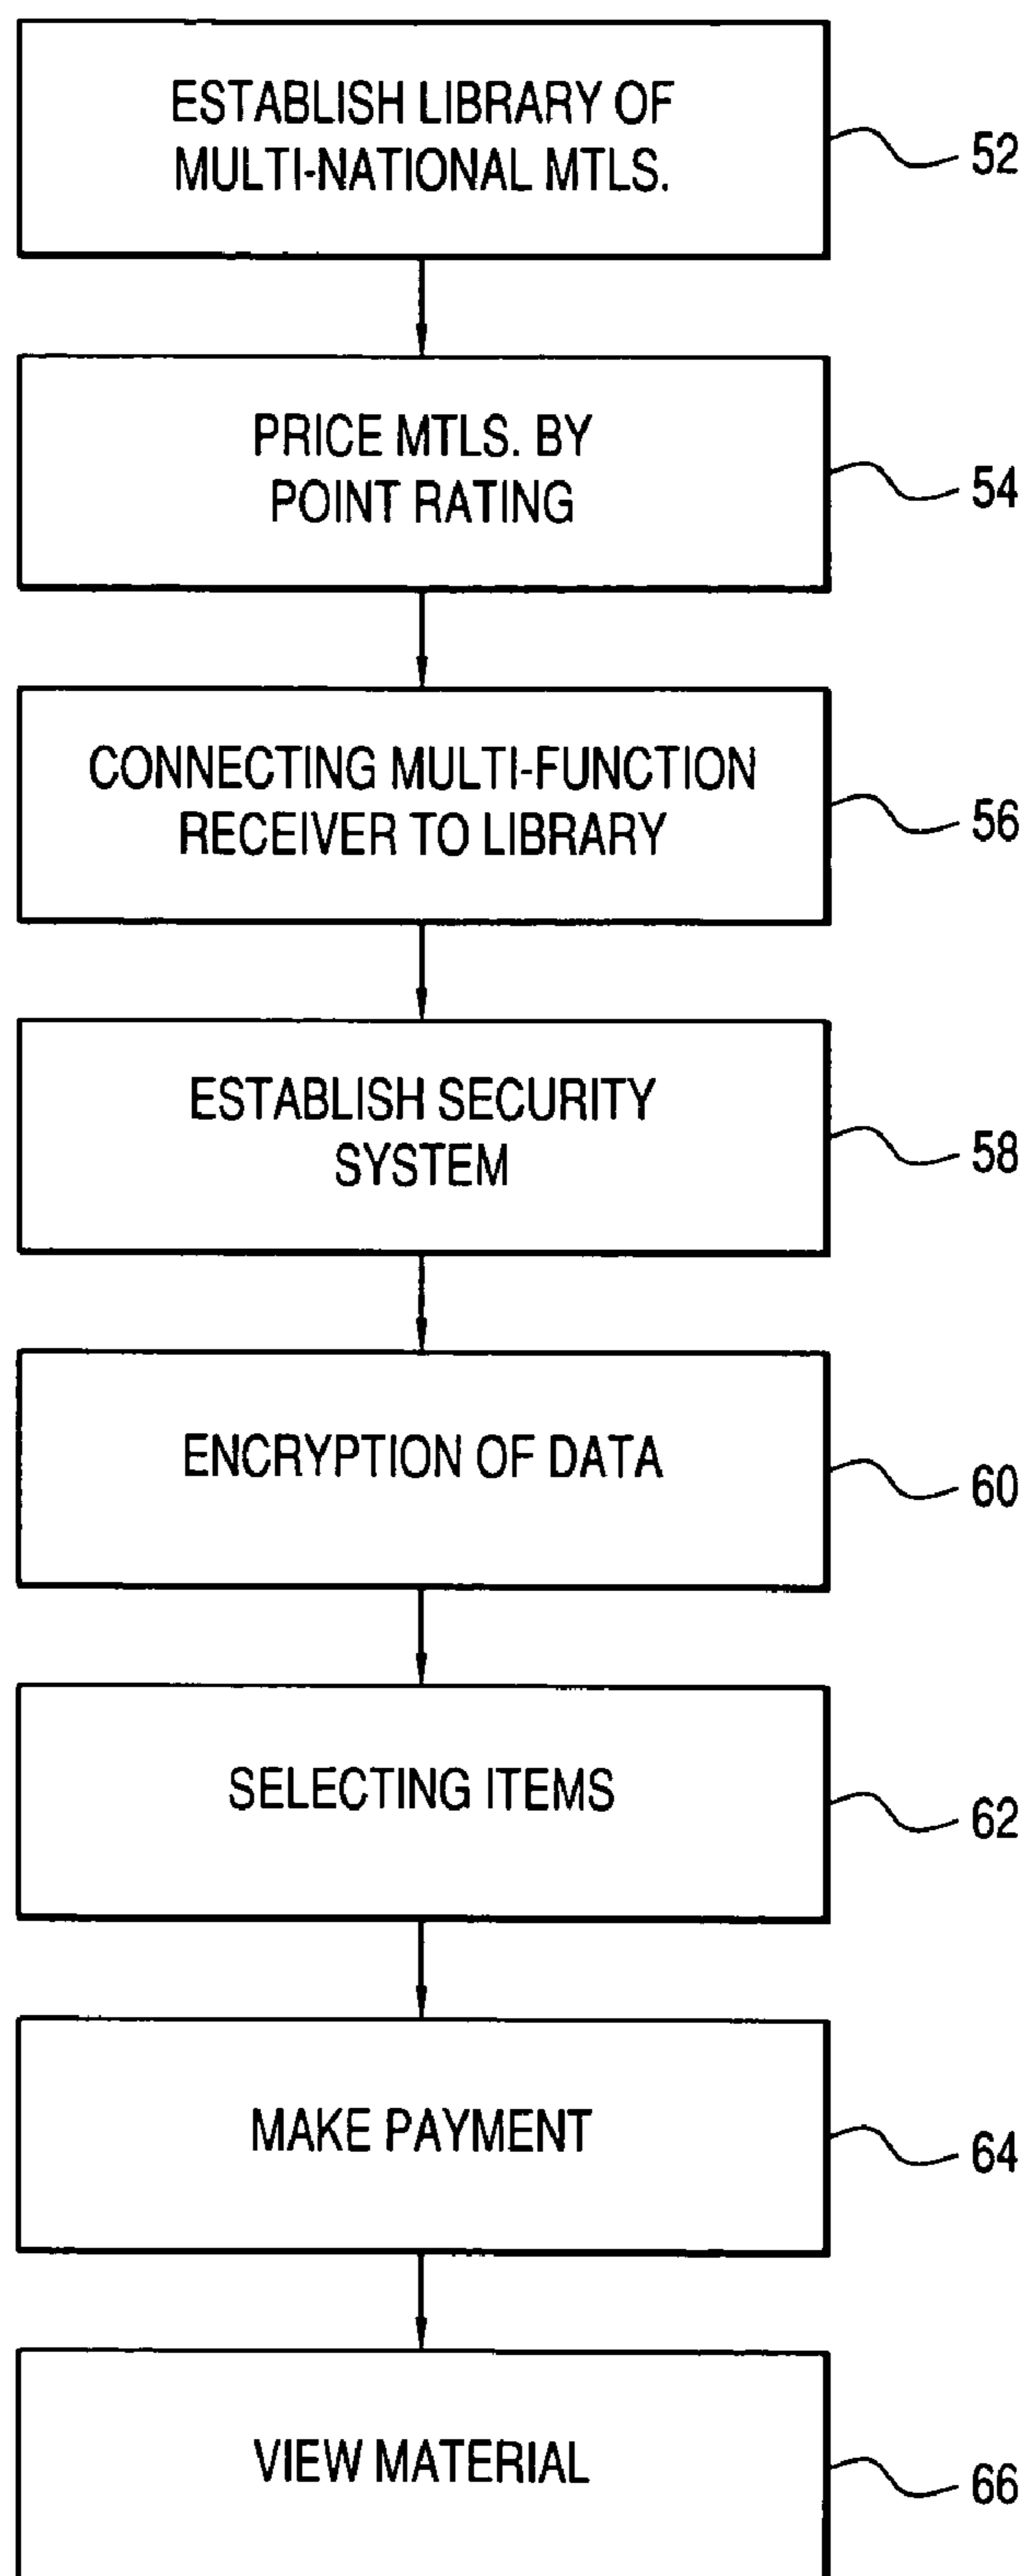 ESTABLISH LIBRARY OF
MULTI-NATIONAL MTLS.
52
PRICE MTLS. BY
POINT RATING
54
CONNECTING MULTI-FUNCTION
RECEIVER TO LIBRARY
56
ESTABLISH SECURITY
SYSTEM
58
ENCRYPTION OF DATA
60
SELECTING ITEMS
62
MAKE PAYMENT
64
VIEW MATERIAL
66